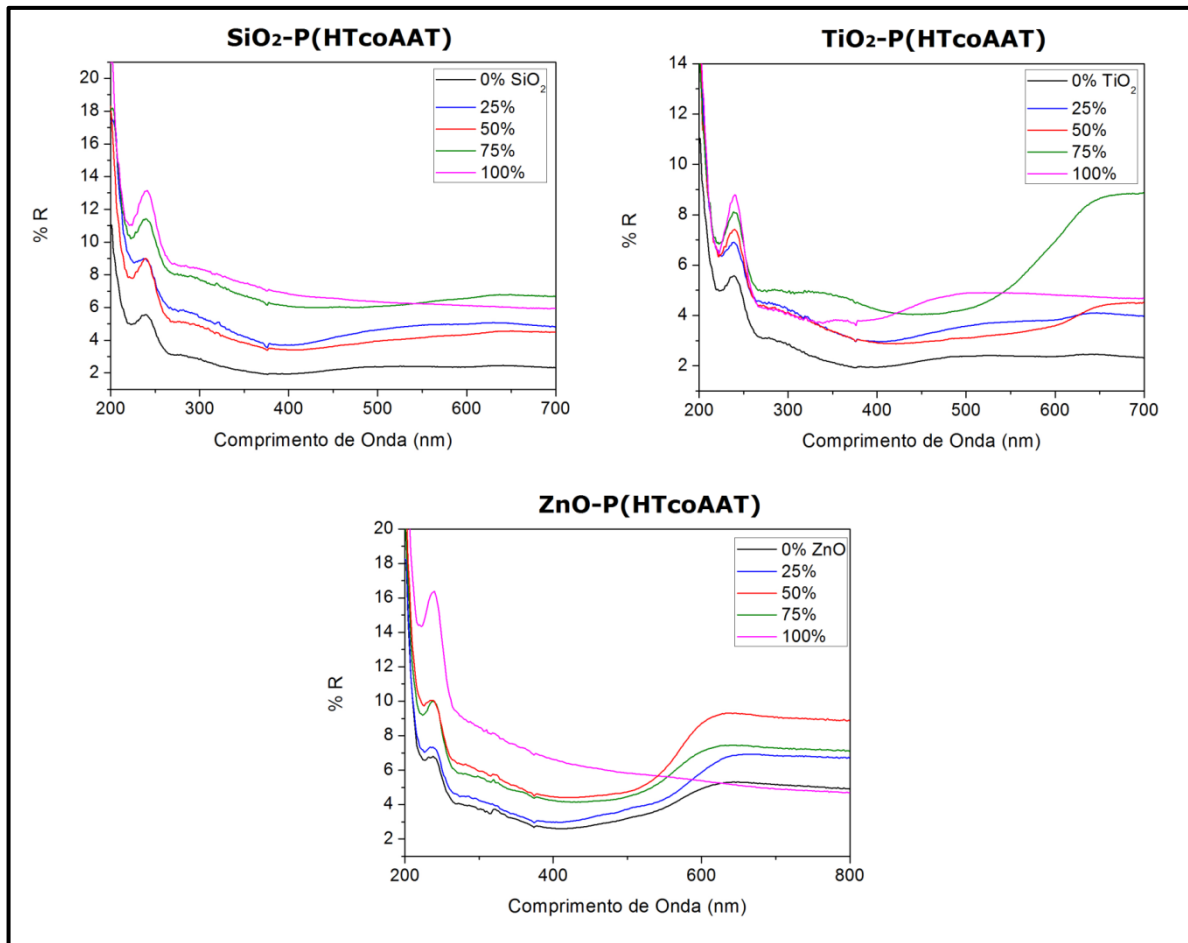 SiO₂-P(HTcoAAT)
% R
20
18
16
14
12
10
8
6
4
2
0% SiO₂
25%
50%
75%
100%
200 300 400 500 600 700
Comprimento de Onda (nm)
TiO₂-P(HTcoAAT)
% R
14
12
10
8
6
4
2
0% TiO₂
25%
50%
75%
100%
200 300 400 500 600 700
Comprimento de Onda (nm)
ZnO-P(HTcoAAT)
% R
20
18
16
14
12
10
8
6
4
2
0% ZnO
25%
50%
75%
100%
200 400 600 800
Comprimento de Onda (nm)